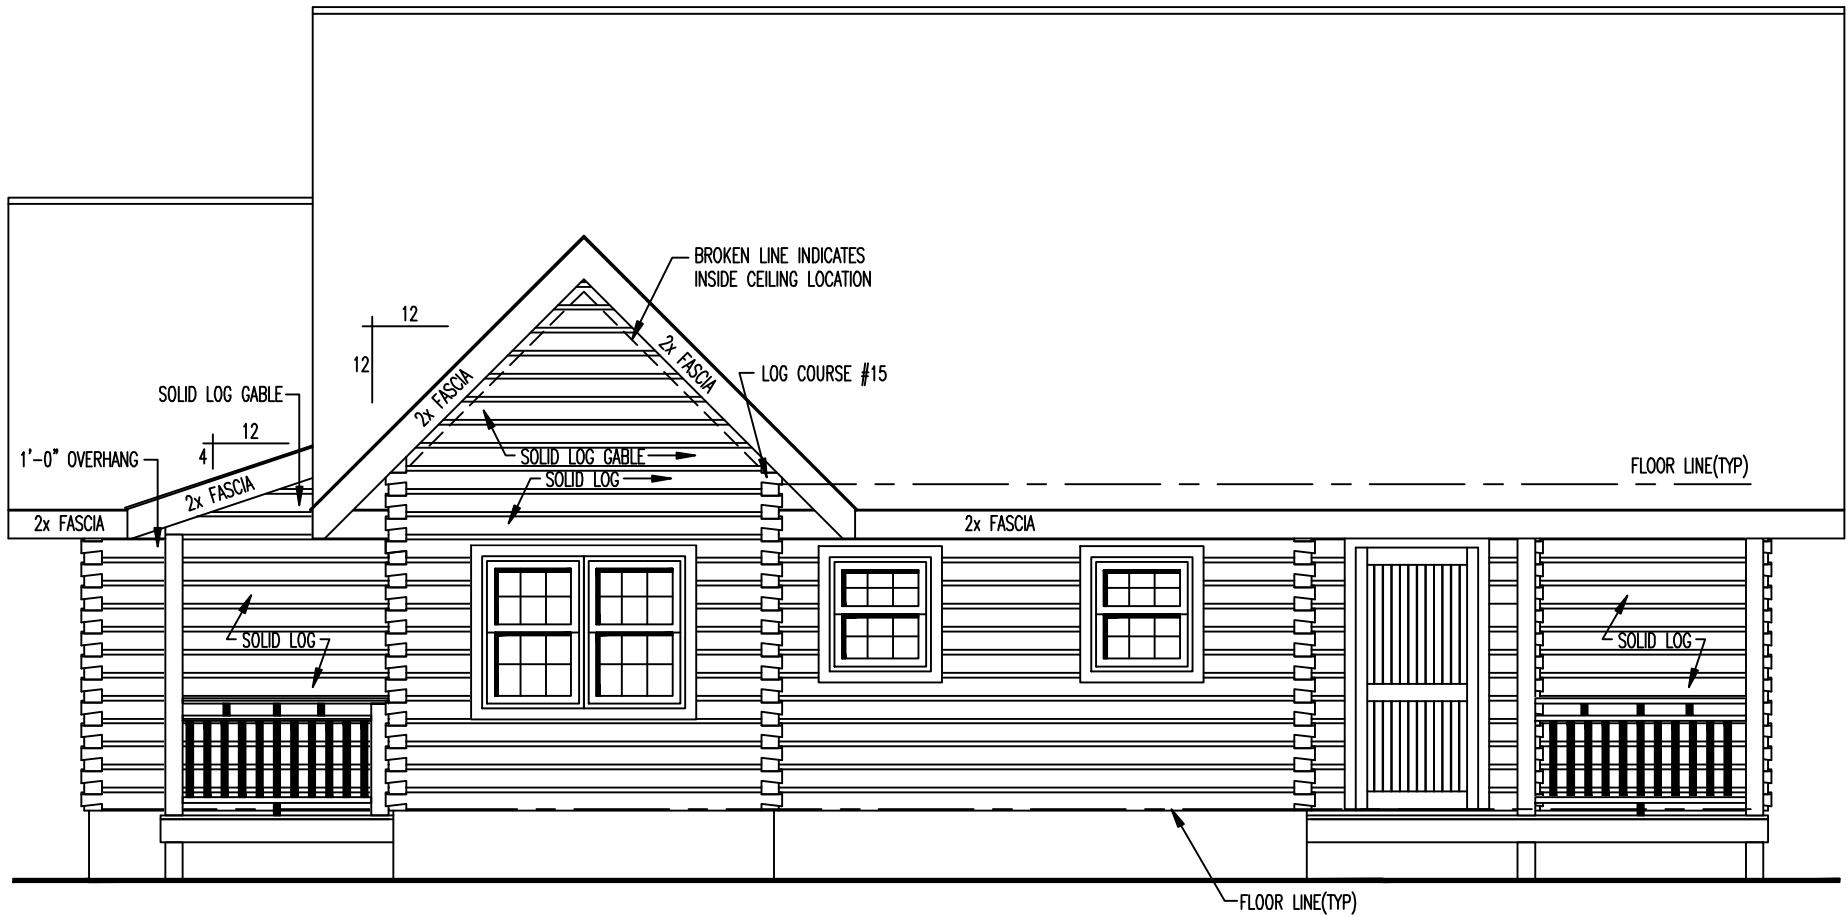 BROKEN LINE INDICATES
INSIDE CEILING LOCATION
12
12
2x FASCIA
2x FASCIA
LOG COURSE #15
SOLID LOG GABLE
12
4
1'-0" OVERHANG
SOLID LOG GABLE
SOLID LOG
FLOOR LINE(TYP)
2x FASCIA
2x FASCIA
2x FASCIA
SOLID LOG
SOLID LOG
FLOOR LINE(TYP)